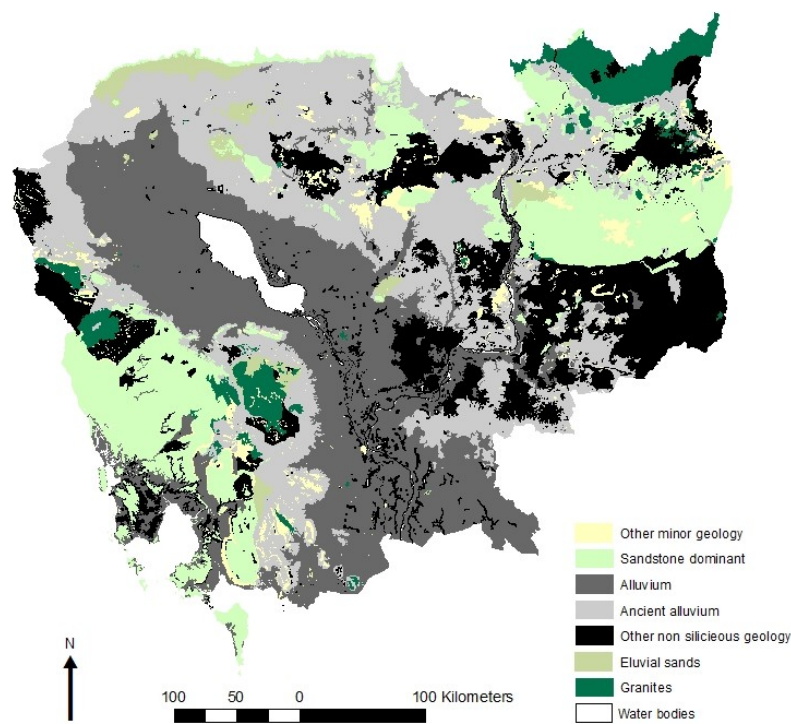 Other minor geology
Sandstone dominant
Alluvium
Ancient alluvium
Other non silicieous geology
Eluvial sands
Granites
Water bodies
N
100 50 0 100 Kilometers